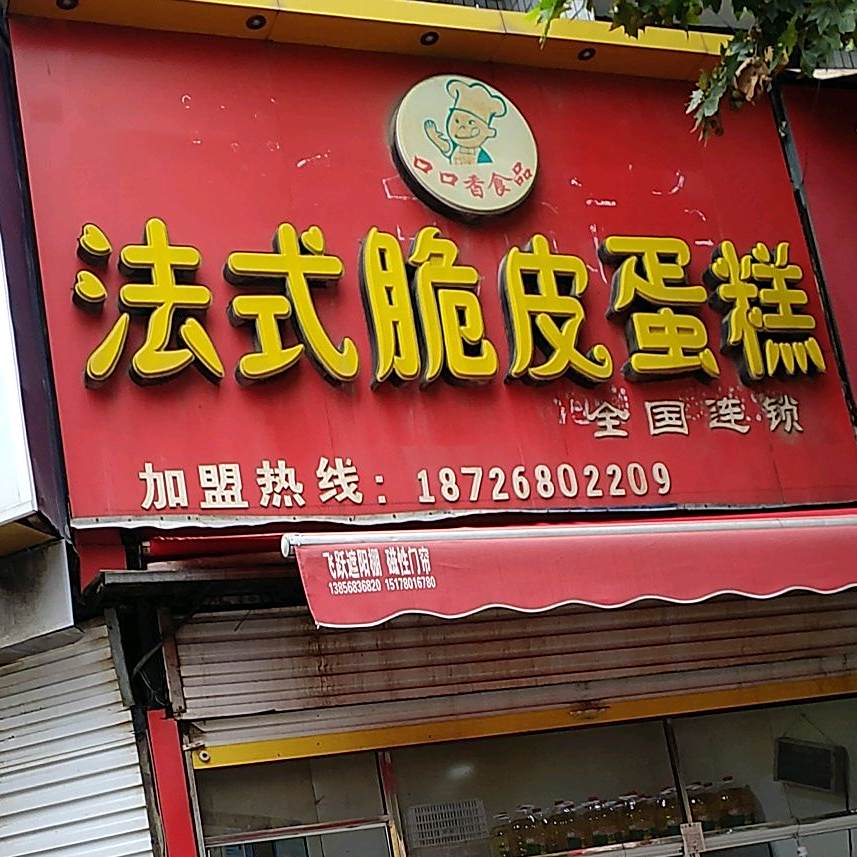 口口香食品
法式脆皮蛋糕
全国连锁
加盟热线：18726802209
飞跃遮阳棚 磁性门帘
13856836820 15178016780